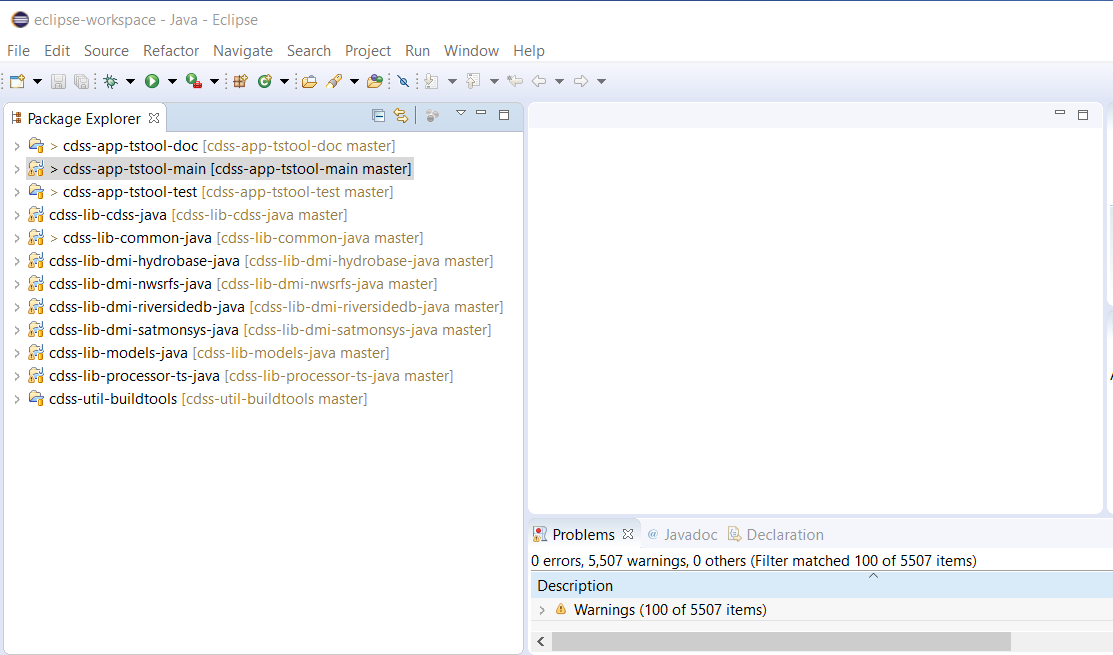 eclipse-workspace - Java - Eclipse
File Edit Source Refactor Navigate Search Project Run Window Help
Package Explorer
> cdss-app-tstool-doc [cdss-app-tstool-doc master]
> cdss-app-tstool-main [cdss-app-tstool-main master]
> cdss-app-tstool-test [cdss-app-tstool-test master]
cdss-lib-cdss-java [cdss-lib-cdss-java master]
> cdss-lib-common-java [cdss-lib-common-java master]
cdss-lib-dmi-hydrobase-java [cdss-lib-dmi-hydrobase-java master]
cdss-lib-dmi-nwsrfs-java [cdss-lib-dmi-nwsrfs-java master]
cdss-lib-dmi-riversidedb-java [cdss-lib-dmi-riversidedb-java master]
cdss-lib-dmi-satmonsys-java [cdss-lib-dmi-satmonsys-java master]
cdss-lib-models-java [cdss-lib-models-java master]
cdss-lib-processor-ts-java [cdss-lib-processor-ts-java master]
cdss-util-buildtools [cdss-util-buildtools master]
Problems @ Javadoc Declaration
0 errors, 5,507 warnings, 0 others (Filter matched 100 of 5507 items)
Description
Warnings (100 of 5507 items)